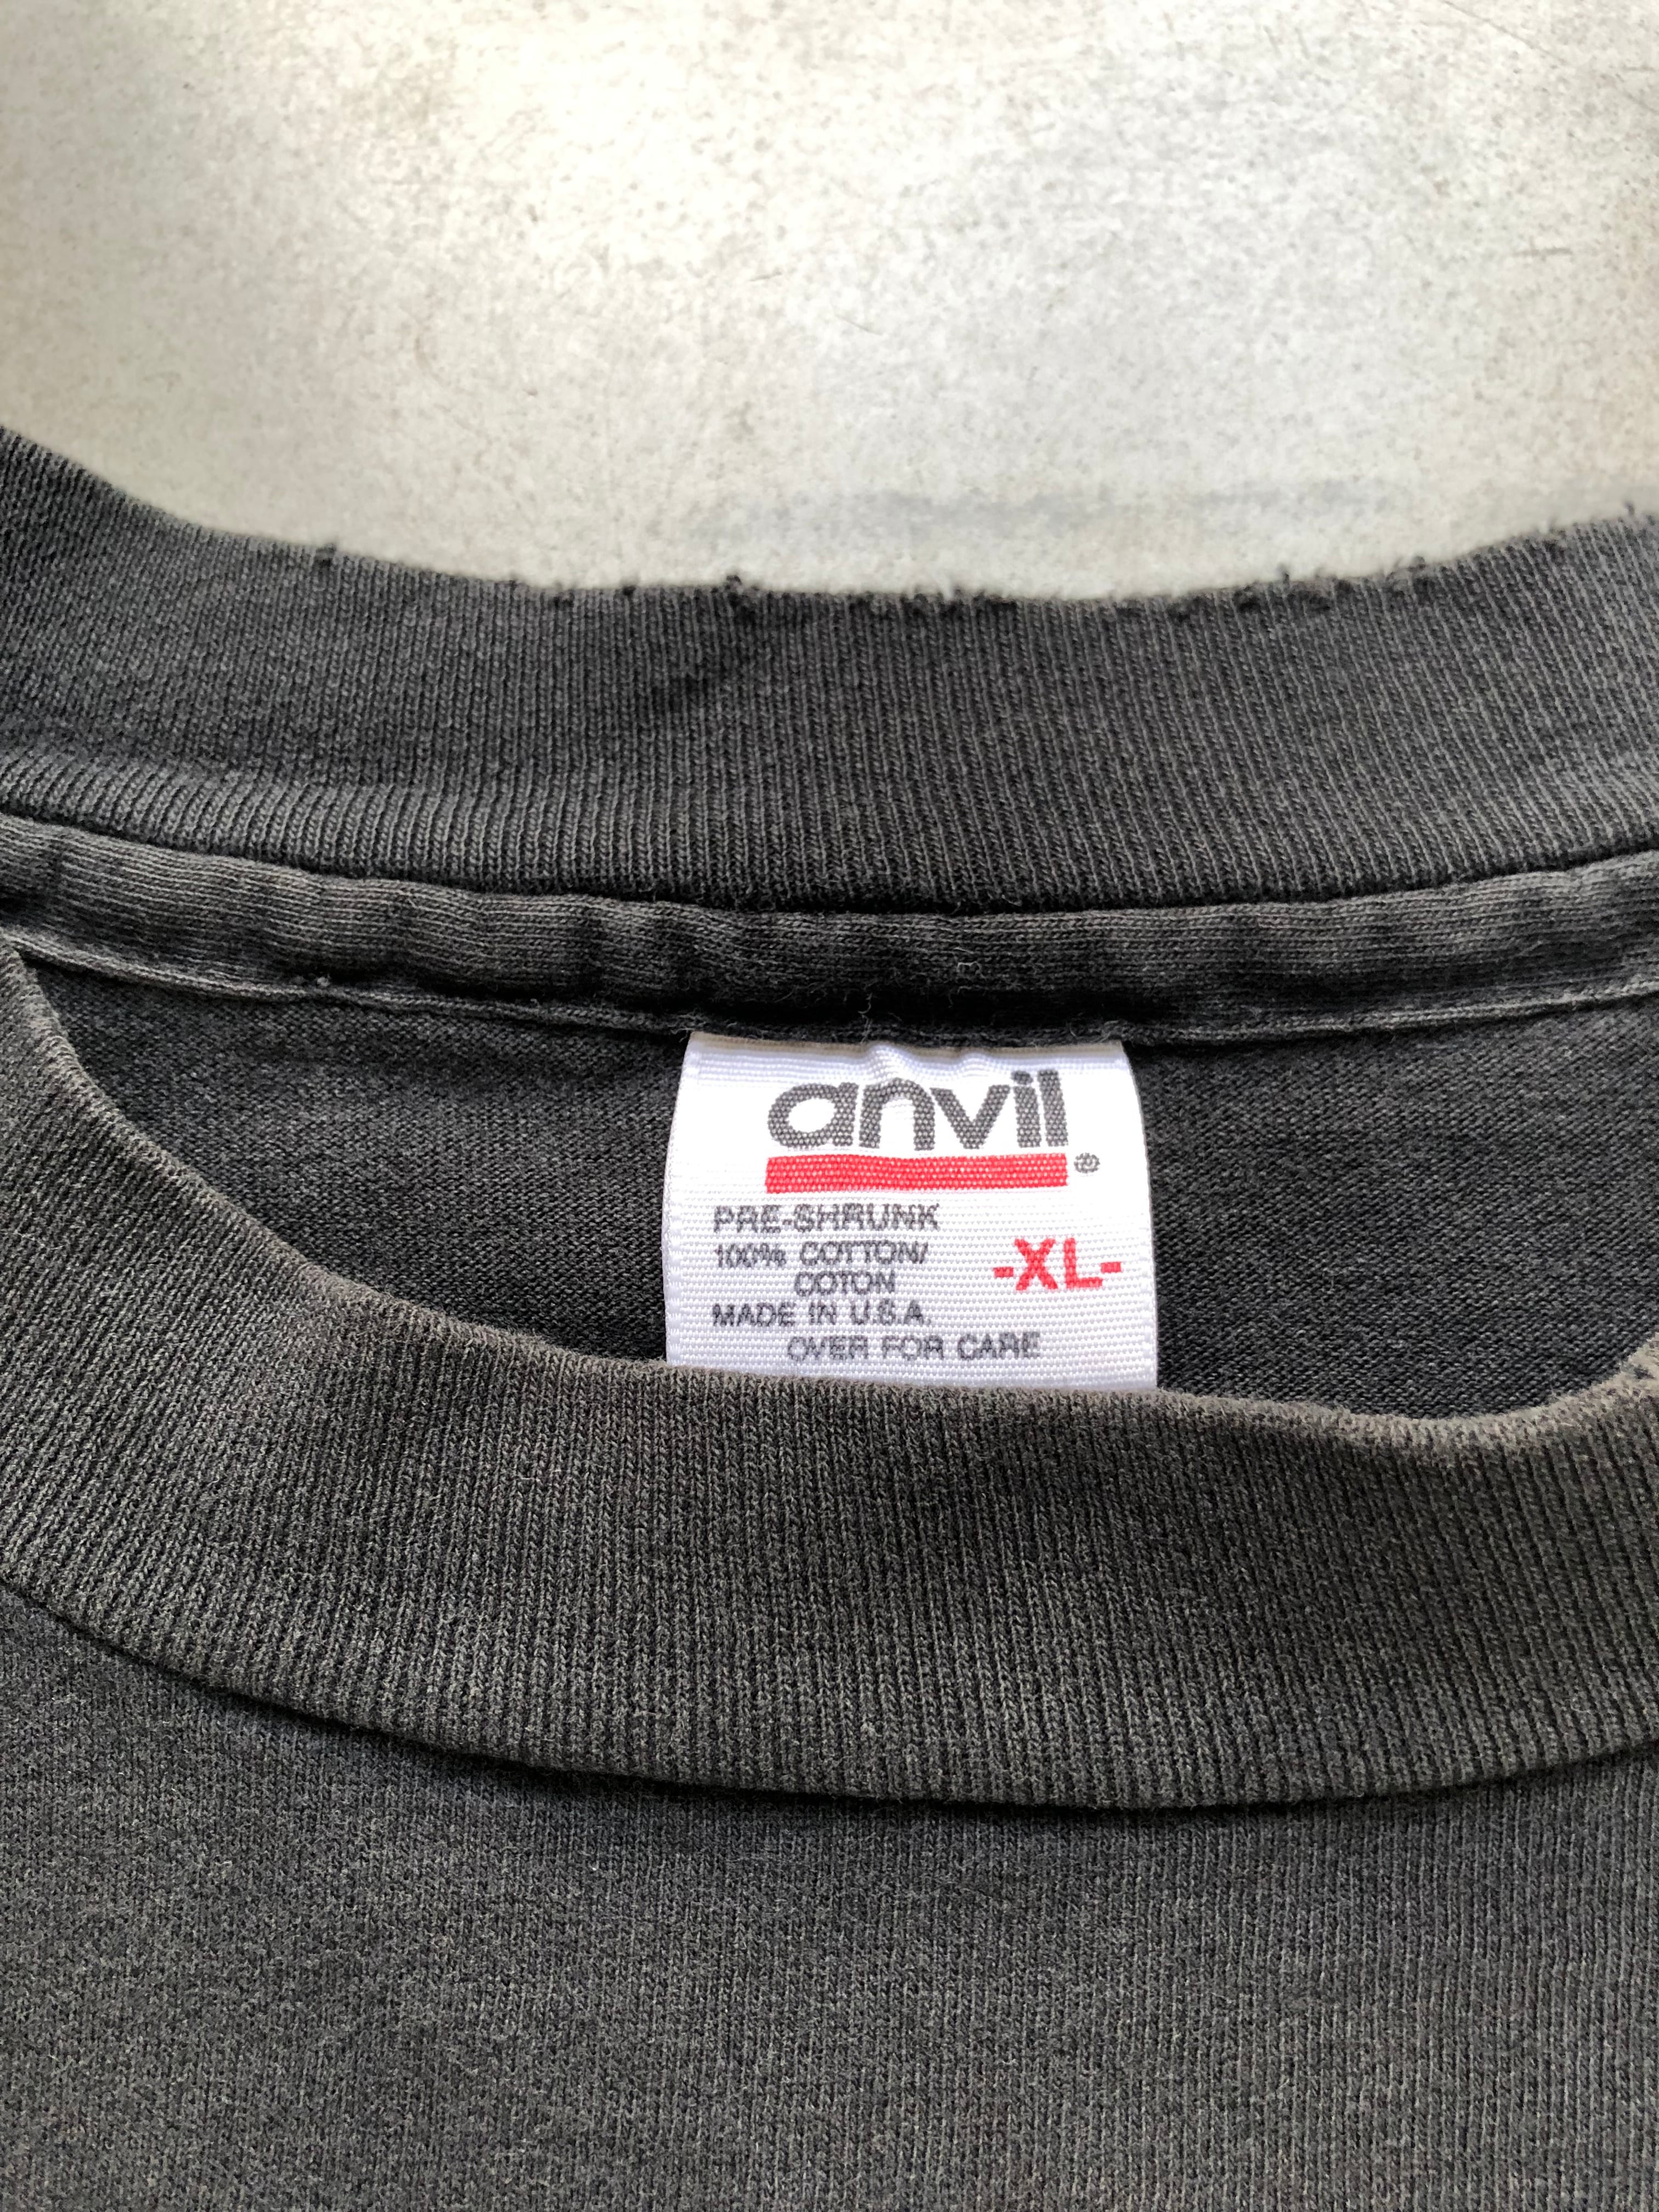 anvil®
PRE-SHRUNK
100% COTTON/
COTON
-XL-
MADE IN U.S.A.
OVER FOR CARE